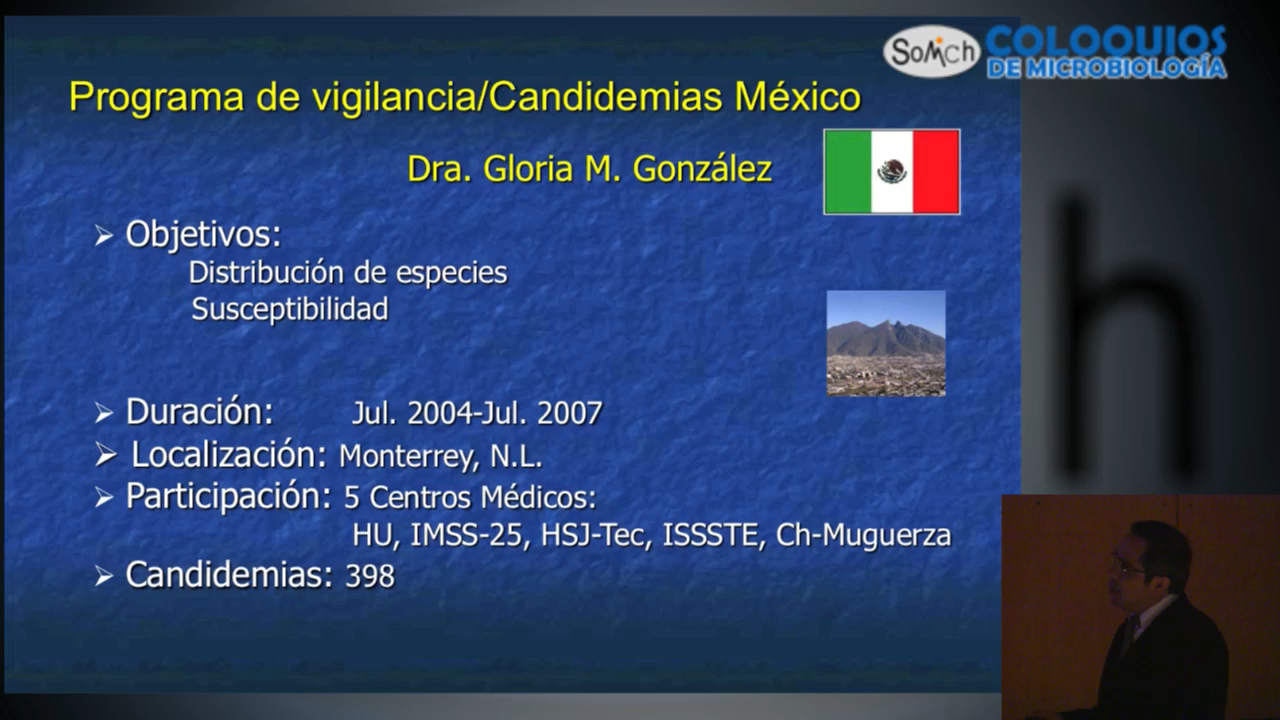 SoMCh COLOQUIOS
DE MICROBIOLOGÍA
Programa de vigilancia/Candidemias México
Dra. Gloria M. González
➢ Objetivos:
Distribución de especies
Susceptibilidad
➢ Duración: Jul. 2004-Jul. 2007
➢ Localización: Monterrey, N.L.
➢ Participación: 5 Centros Médicos:
HU, IMSS-25, HSJ-Tec, ISSSTE, Ch-Muguerza
➢ Candidemias: 398
h